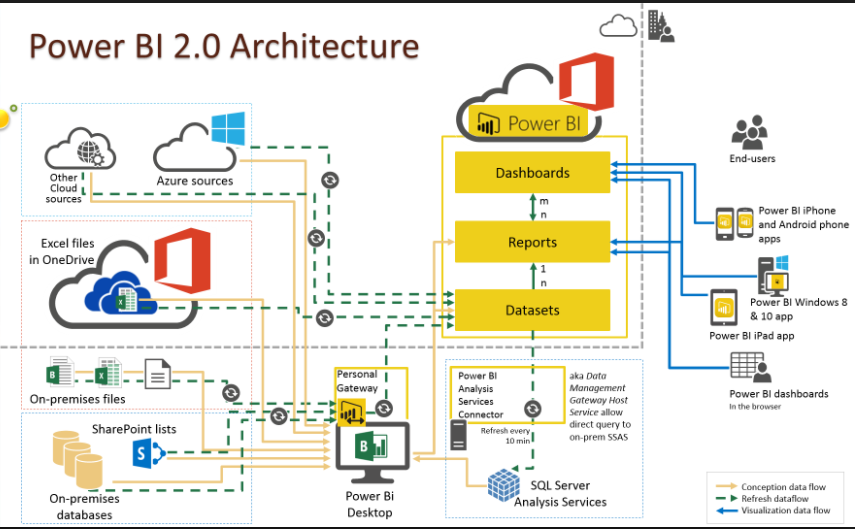 Power BI 2.0 Architecture
Power BI
Other
Cloud
sources
Azure sources
Dashboards
m
n
Reports
1
n
Datasets
Excel files
in OneDrive
End-users
Power BI iPhone
and Android phone
apps
Power BI Windows 8
& 10 app
Power BI iPad app
Power BI dashboards
In the browser
B
X
On-premises files
SharePoint lists
S
On-premises
databases
Personal
Gateway
B
Power Bi
Desktop
Power BI
Analysis
Services
Connector
Refresh every
10 min
aka Data
Management
Gateway Host
Service allow
direct query to
on-prem SSAS
SQL Server
Analysis Services
Conception data flow
Refresh dataflow
Visualization data flow